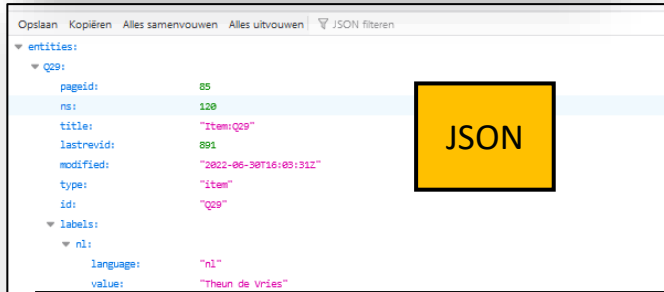 Opslaan Kopiëren Alles samenvouwen Alles uitvouwen JSON filteren
entities:
Q29:
pageid: 85
ns: 120
title: "Item:Q29"
lastrevid: 891
modified: "2022-06-30T16:03:31Z"
type: "item"
id: "Q29"
labels:
nl:
language: "nl"
value: "Theun de Vries"
JSON